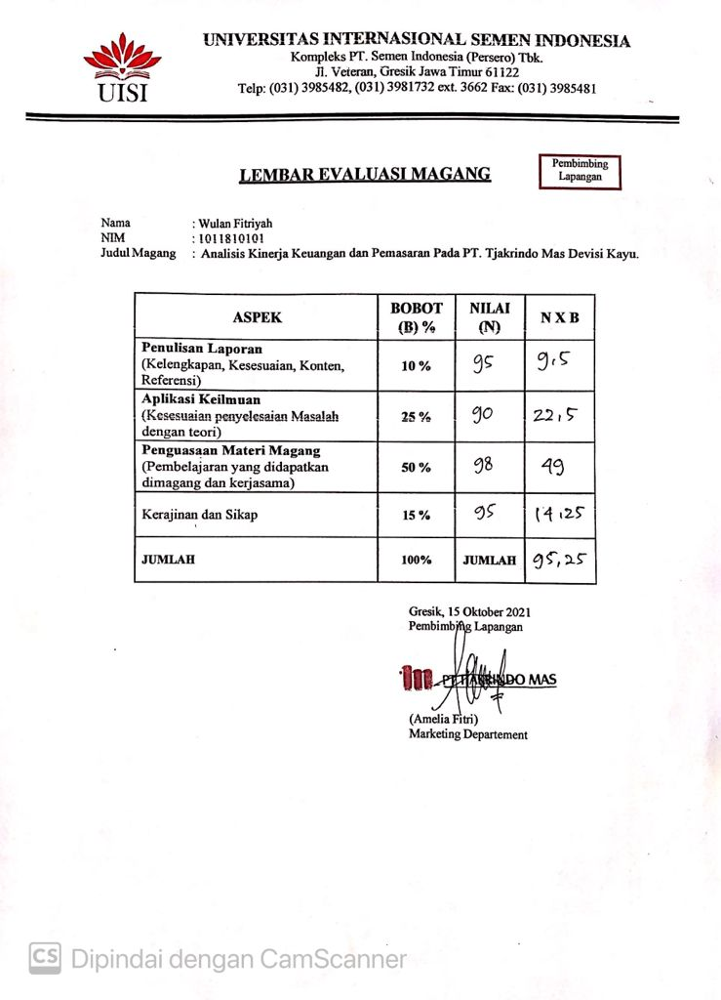 UNIVERSITAS INTERNASIONAL SEMEN INDONESIA
Kompleks PT. Semen Indonesia (Persero) Tbk.
Jl. Veteran, Gresik Jawa Timur 61122
Telp: (031) 3985482, (031) 3981732 ext. 3662 Fax: (031) 3985481
UISI
LEMBAR EVALUASI MAGANG
Pembimbing
Lapangan
Nama : Wulan Fitriyah
NIM : 1011810101
Judul Magang : Analisis Kinerja Keuangan dan Pemasaran Pada PT. Tjakrindo Mas Devisi Kayu.
ASPEK BOBOT (B) % NILAI (N) N X B
Penulisan Laporan
(Kelengkapan, Kesesuaian, Konten,
Referensi)
10 % 95 9,5
Aplikasi Keilmuan
(Kesesuaian penyelesaian Masalah
dengan teori)
25 % 90 22,5
Penguasaan Materi Magang
(Pembelajaran yang didapatkan
dimagang dan kerjasama)
50 % 98 49
Kerajinan dan Sikap 15 % 95 14,25
JUMLAH 100% JUMLAH 95,25
Gresik, 15 Oktober 2021
Pembimbing Lapangan
PT. TJAKRINDO MAS
(Amelia Fitri)
Marketing Departement
CS Dipindai dengan CamScanner